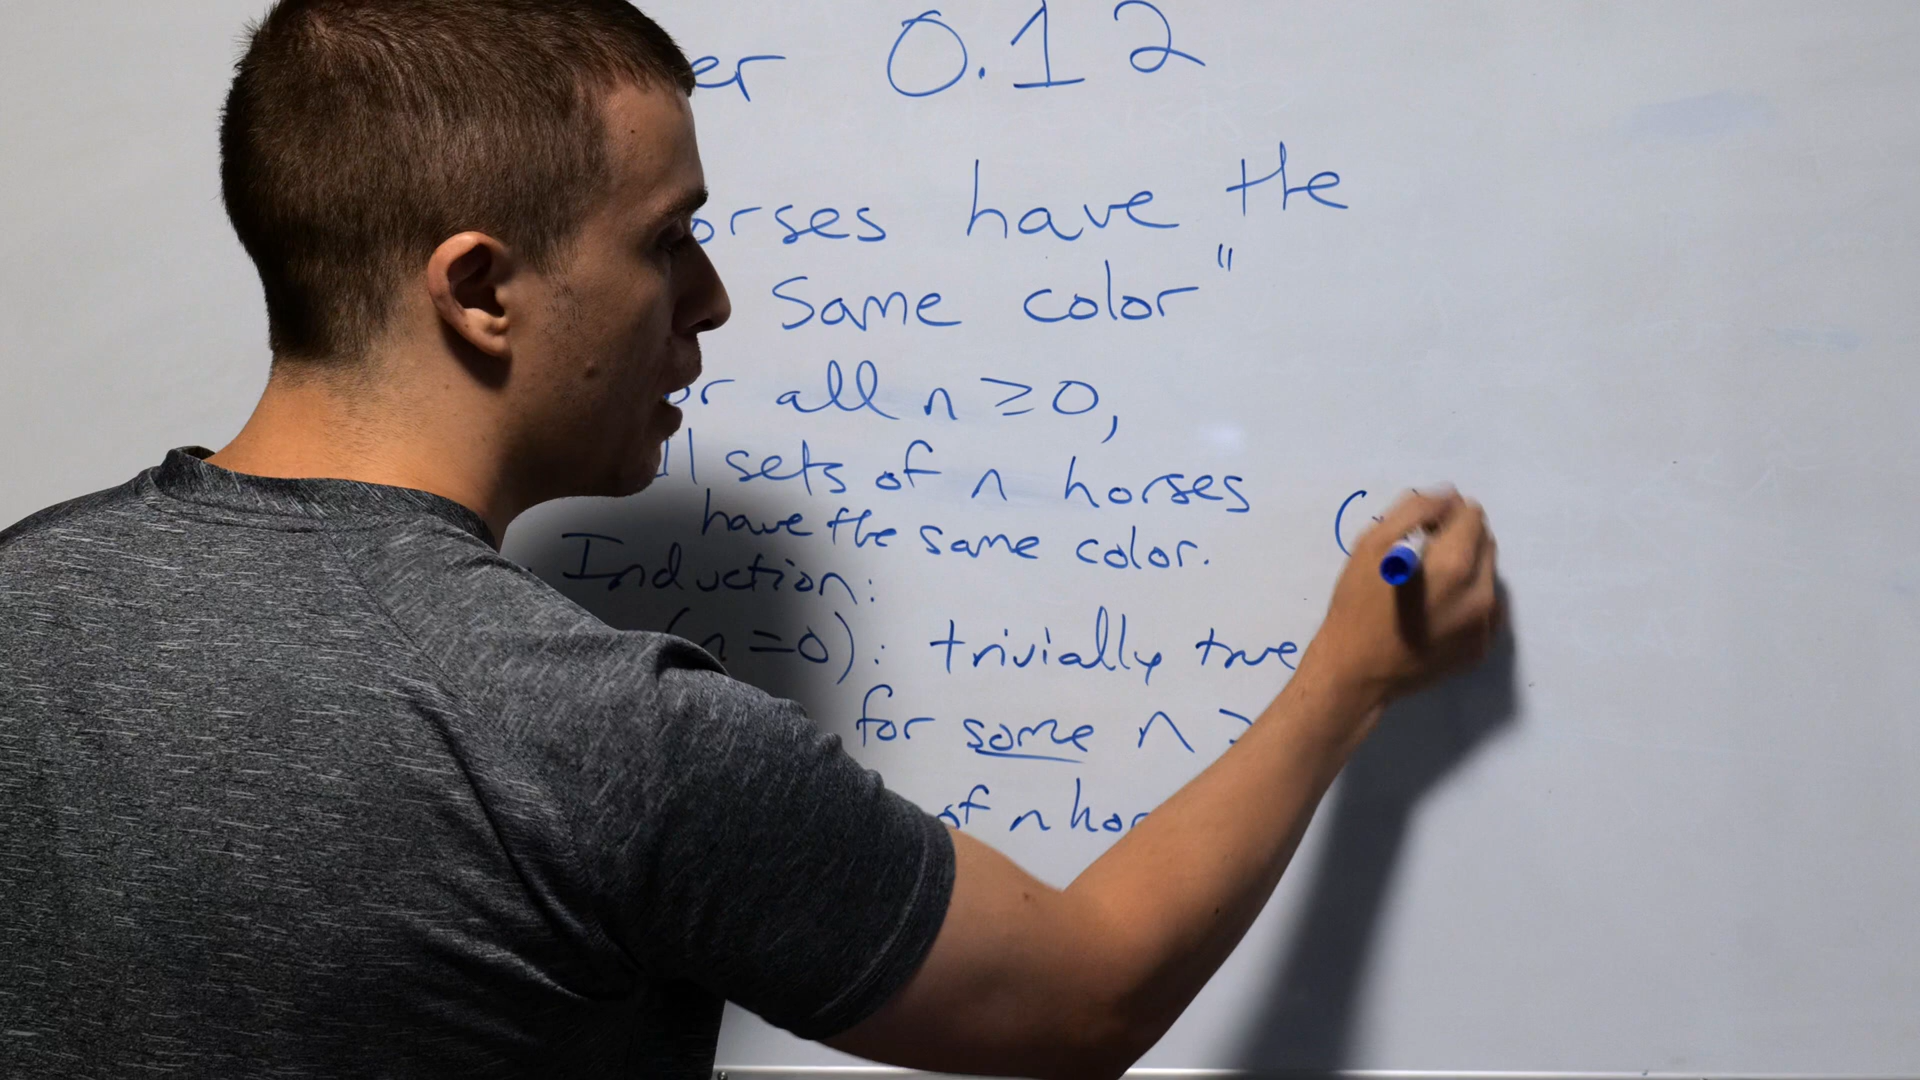 er 0.12
orses have the
same color"
or all n ≥ 0,
ll sets of n horses
have the same color.
Induction:
(n=0): trivially true
for some n >
of n hor
(